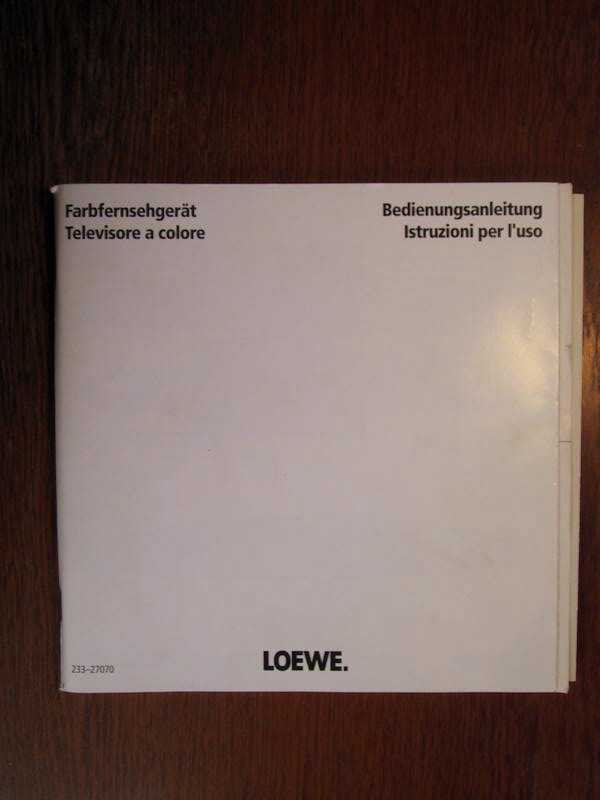 Farbfernsehgerät
Televisore a colore
Bedienungsanleitung
Istruzioni per l'uso
233–27070
LOEWE.